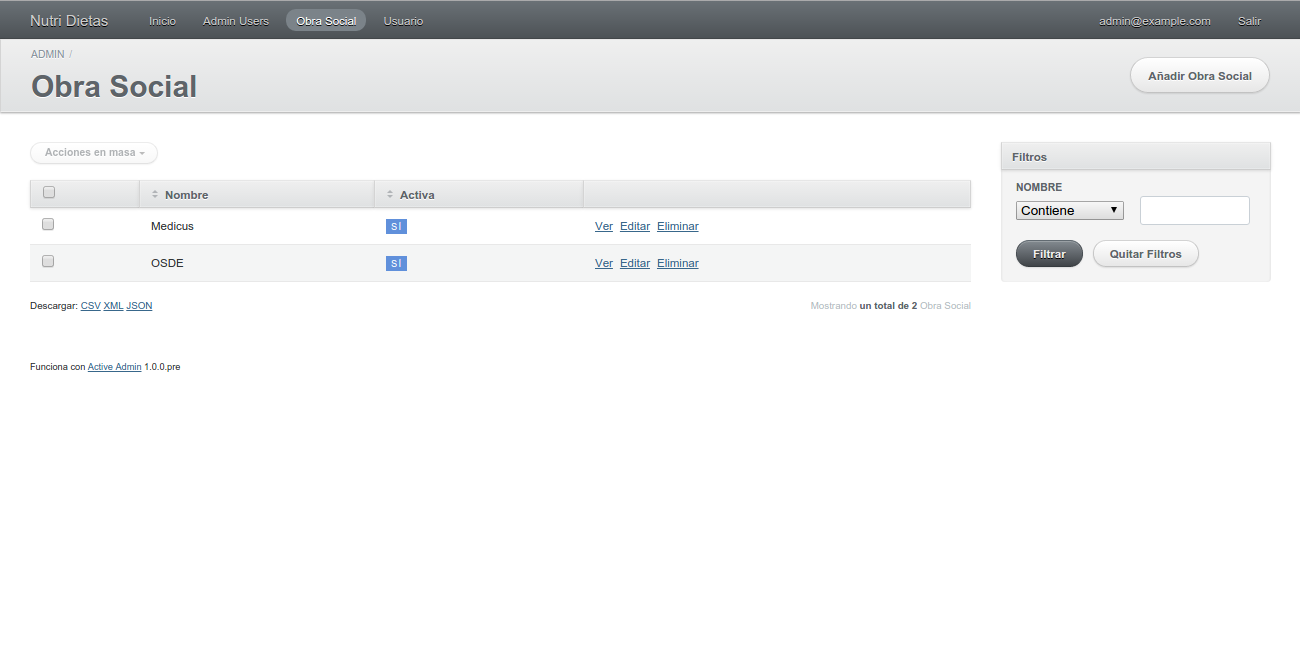 Nutri Dietas Inicio Admin Users Obra Social Usuario admin@example.com Salir
ADMIN /
Obra Social
Añadir Obra Social
Acciones en masa
Nombre Activa
Medicus SÍ Ver Editar Eliminar
OSDE SÍ Ver Editar Eliminar
Descargar: CSV XML JSON Mostrando un total de 2 Obra Social
Filtros
NOMBRE
Contiene
Filtrar Quitar Filtros
Funciona con Active Admin 1.0.0.pre